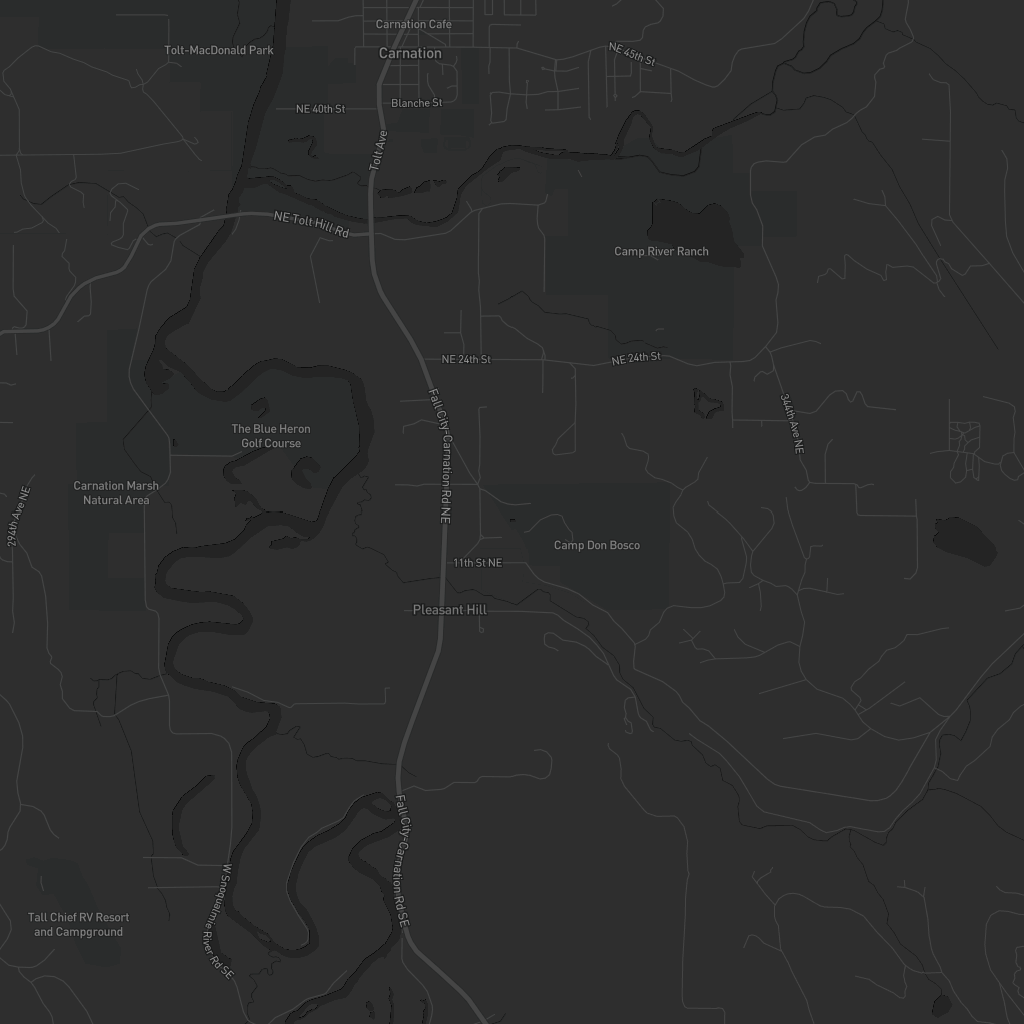 Carnation Cafe
Tolt-MacDonald Park
Carnation
NE 45th St
NE 40th St
Blanche St
Tolt Ave
NE Tolt Hill Rd
Camp River Ranch
NE 24th St
NE 24th St
Fall City-Carnation Rd NE
344th Ave NE
The Blue Heron
Golf Course
Carnation Marsh
Natural Area
294th Ave NE
Camp Don Bosco
11th St NE
Pleasant Hill
Fall City-Carnation Rd SE
W Snoqualmie River Rd SE
Tall Chief RV Resort
and Campground